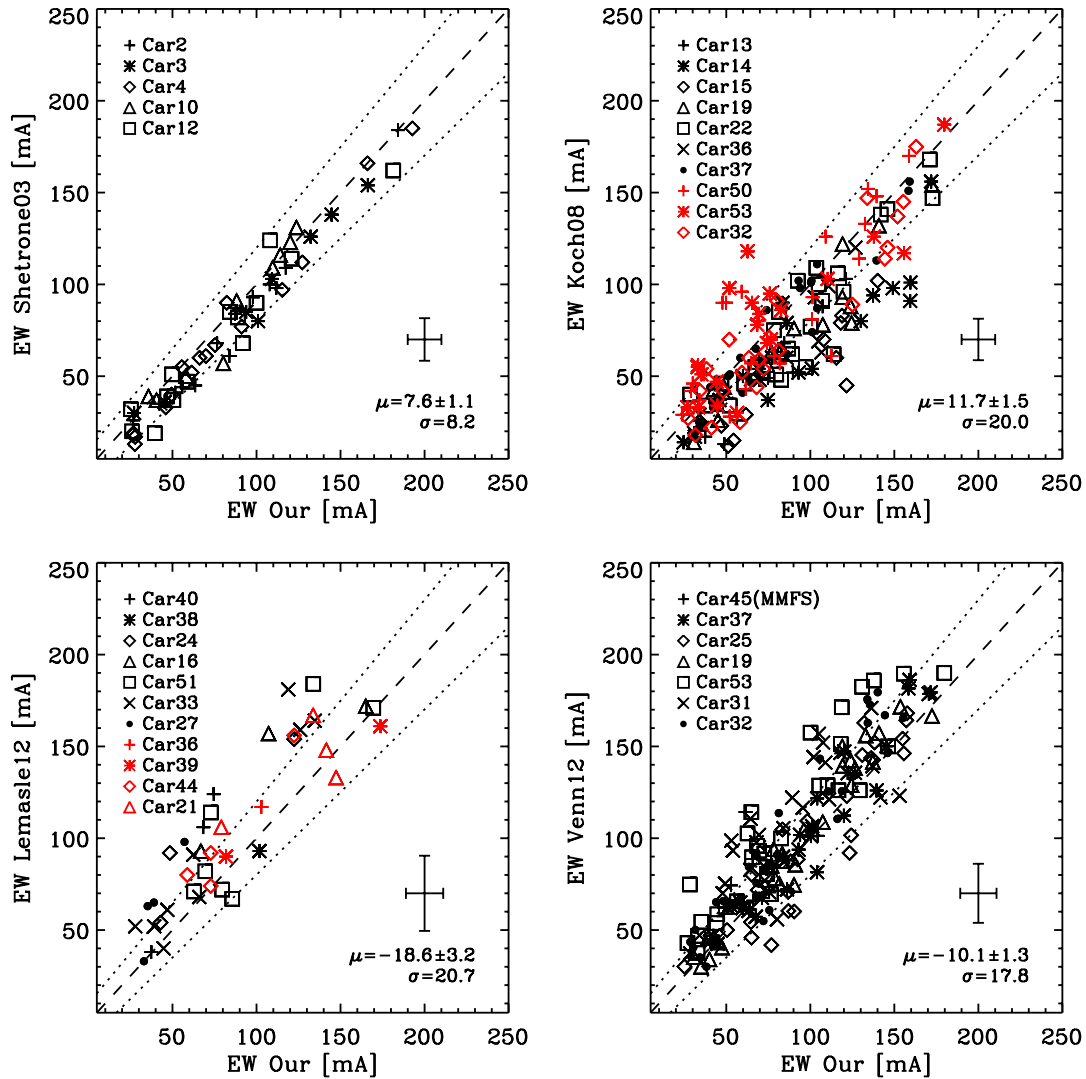 250
200
150
100
50
EW Shetrone03 [mA]
Car2
Car3
Car4
Car10
Car12
μ=7.6±1.1
σ=8.2
50 100 150 200 250
EW Our [mA]
250
200
150
100
50
EW Koch08 [mA]
Car13
Car14
Car15
Car19
Car22
Car36
Car37
Car50
Car53
Car32
μ=11.7±1.5
σ=20.0
50 100 150 200 250
EW Our [mA]
250
200
150
100
50
EW Lemasle12 [mA]
Car40
Car38
Car24
Car16
Car51
Car33
Car27
Car36
Car39
Car44
Car21
μ=−18.6±3.2
σ=20.7
50 100 150 200 250
EW Our [mA]
250
200
150
100
50
EW Venn12 [mA]
Car45(MMFS)
Car37
Car25
Car19
Car53
Car31
Car32
μ=−10.1±1.3
σ=17.8
50 100 150 200 250
EW Our [mA]